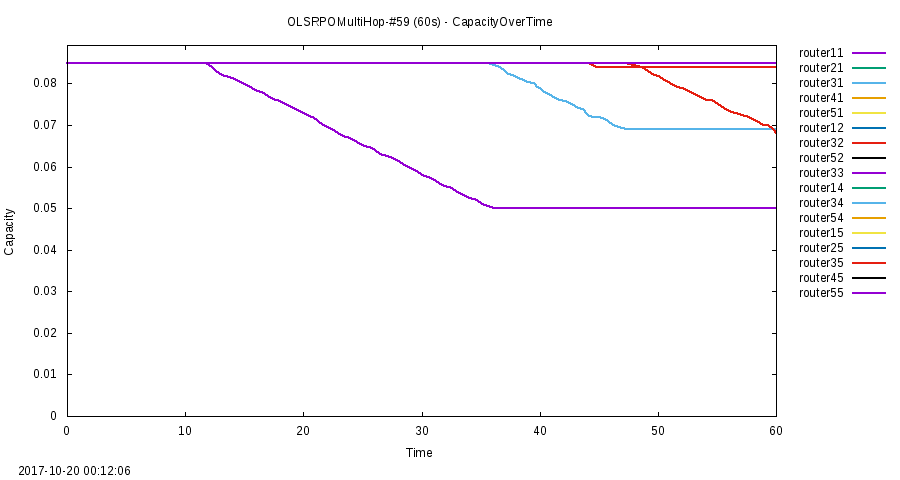 OLSRPOMultiHop-#59 (60s) - CapacityOverTime
router11
router21
router31
router41
router51
router12
router32
router52
router33
router14
router34
router54
router15
router25
router35
router45
router55
0.08
0.07
0.06
0.05
0.04
0.03
0.02
0.01
0
Capacity
0 10 20 30 40 50 60
Time
2017-10-20 00:12:06